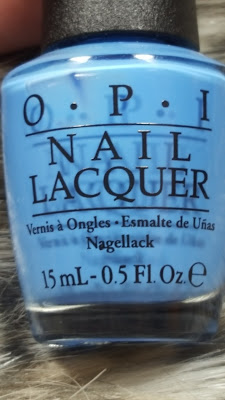 O·P·I
NAIL
LACQUER
Vernis à Ongles · Esmalte de Uñas
Nagellack
15 mL - 0.5 Fl. Oz. ℮